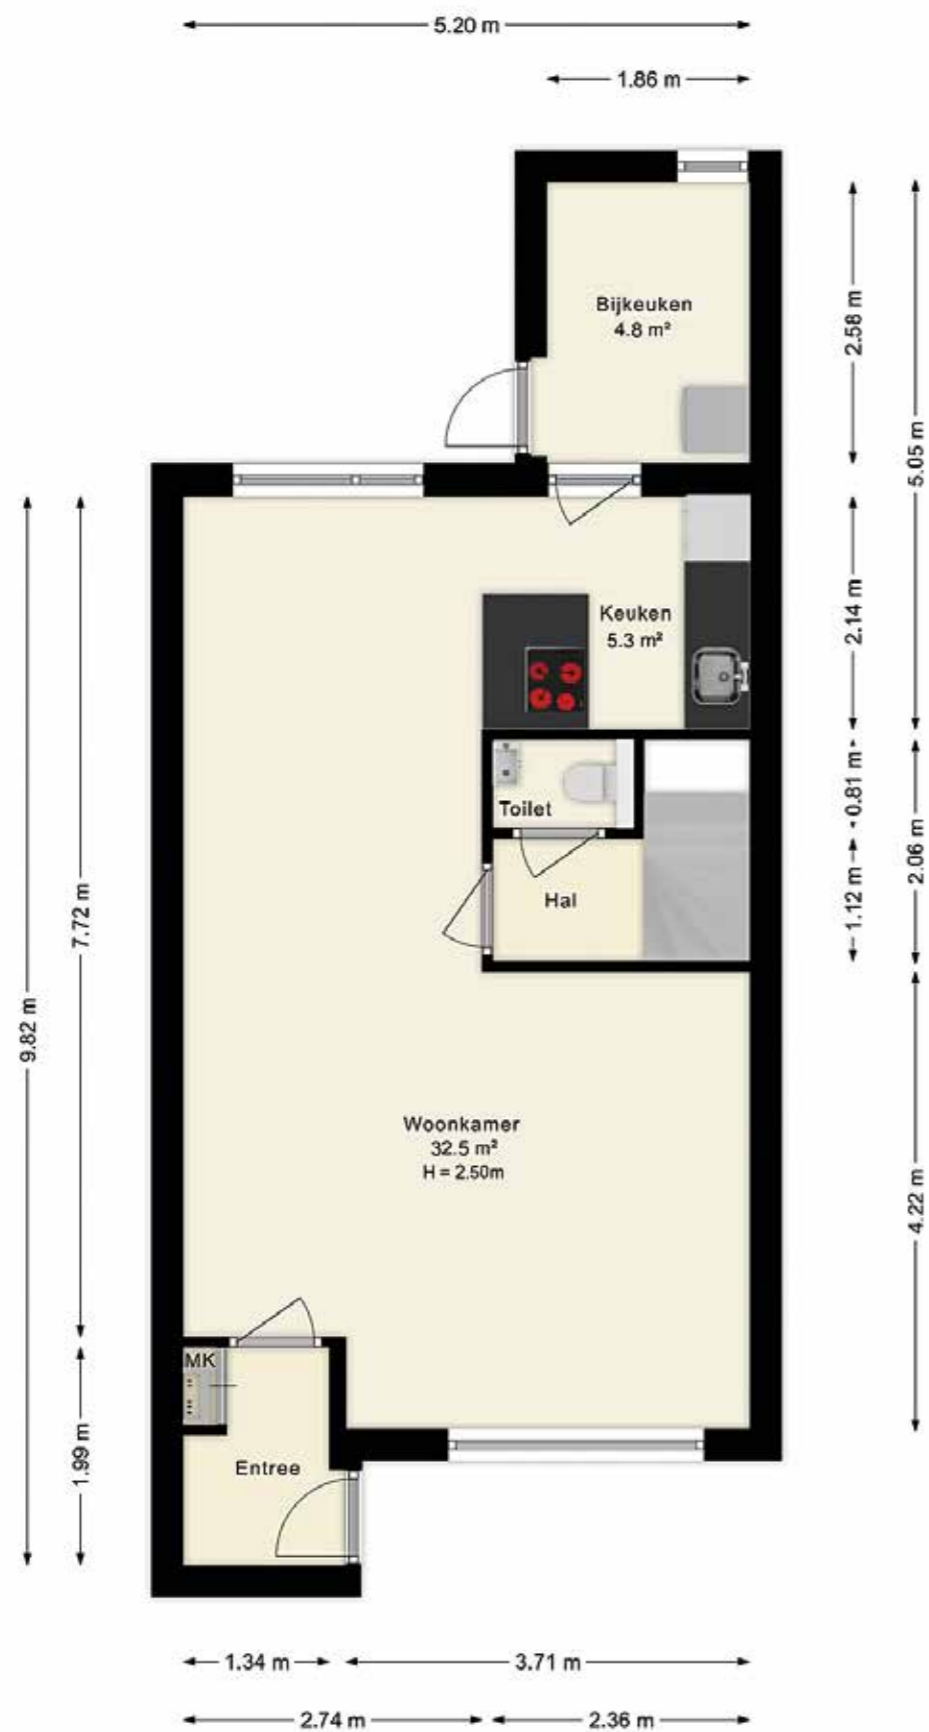 5.20 m
1.86 m
Bijkeuken
4.8 m²
2.58 m
5.05 m
Keuken
5.3 m²
2.14 m
Toilet
0.81 m
Hal
1.12 m
2.06 m
7.72 m
9.82 m
Woonkamer
32.5 m²
H = 2.50m
4.22 m
MK
Entree
1.99 m
1.34 m
3.71 m
2.74 m
2.36 m